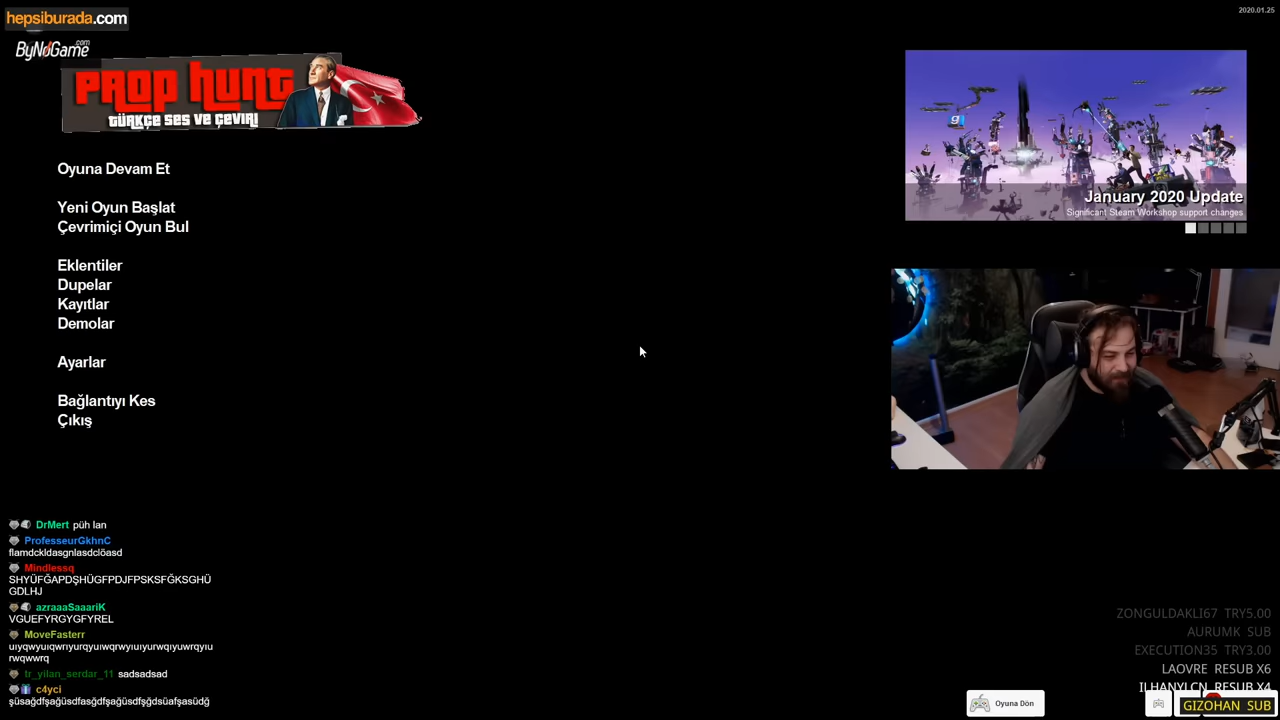 hepsiburada.com
2020.01.25
ByNoGame.com
PROP HUNT
TÜRKÇE SES VE ÇEVİRİ
Oyuna Devam Et
Yeni Oyun Başlat
Çevrimiçi Oyun Bul
Eklentiler
Dupelar
Kayıtlar
Demolar
Ayarlar
Bağlantıyı Kes
Çıkış
January 2020 Update
Significant Steam Workshop support changes
DrMert püh lan
ProfesseurGkhnC
flamdckldasgnlasdclöasd
Mindlessq
SHYÜFĞAPDŞHÜGFPDJFPSKSFĞKSGHÜ
GDLHJ
azraaaSaaariK
VGUEFYRGYGFYREL
MoveFasterr
uıyqwyuıqwrıyurqyuıwqrwyıuıyurwqıyuwrqyıu
rwqwwrq
tr_yilan_serdar_11 sadsadsad
c4yci
şüsağdfşağüsdfasğdfşağüsdfşğdsüafşasüdğ
ZONGULDAKLI67 TRY5.00
AURUMK SUB
EXECUTION35 TRY3.00
LAOVRE RESUB X6
ILHANYLCN RESUB X4
GIZOHAN SUB
Oyuna Dön